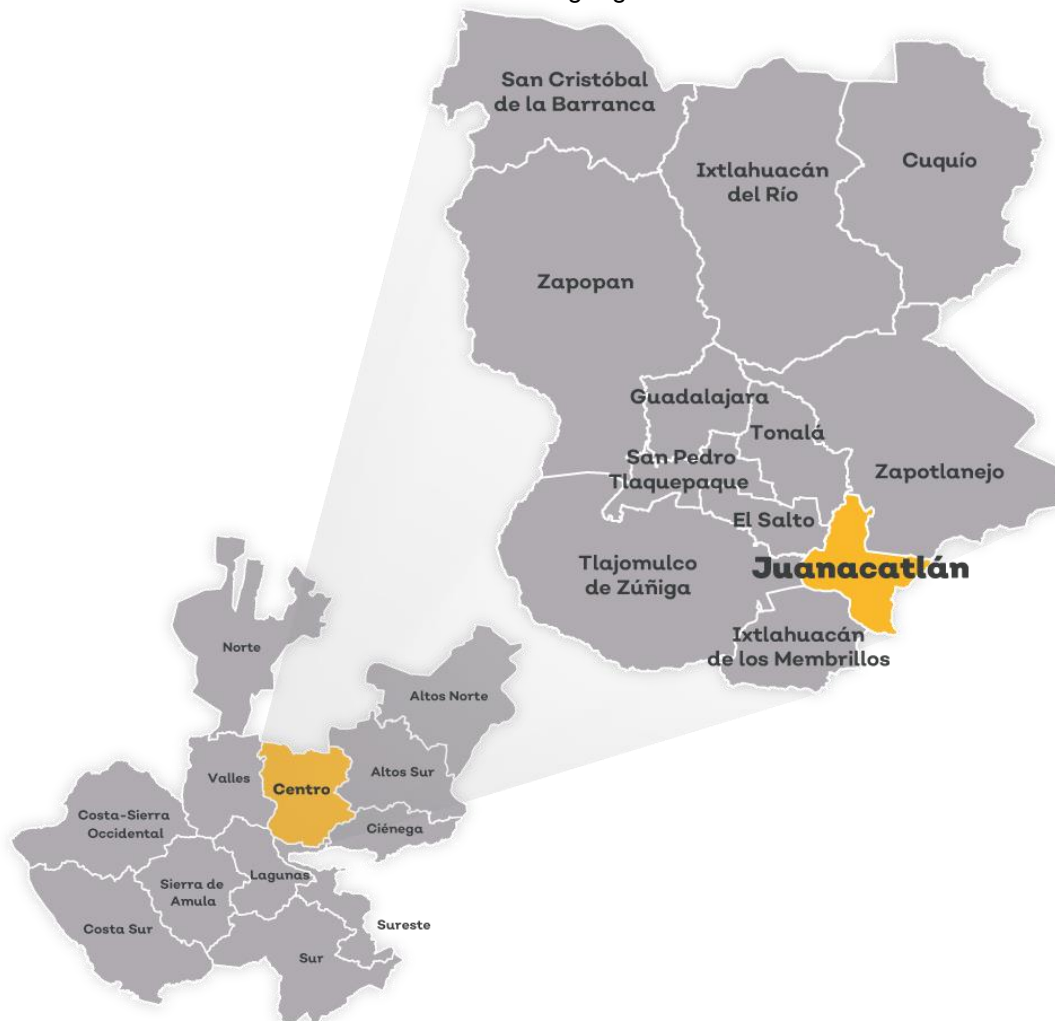 San Cristóbal
de la Barranca
Ixtlahuacán
del Río
Cuquío
Zapopan
Guadalajara
Tonalá
San Pedro
Tlaquepaque
Zapotlanejo
El Salto
Tlajomulco
de Zúñiga
Juanacatlán
Ixtlahuacán
de los Membrillos
Norte
Altos Norte
Valles
Centro
Altos Sur
Costa-Sierra
Occidental
Ciénega
Lagunas
Sierra de
Amula
Costa Sur
Sureste
Sur